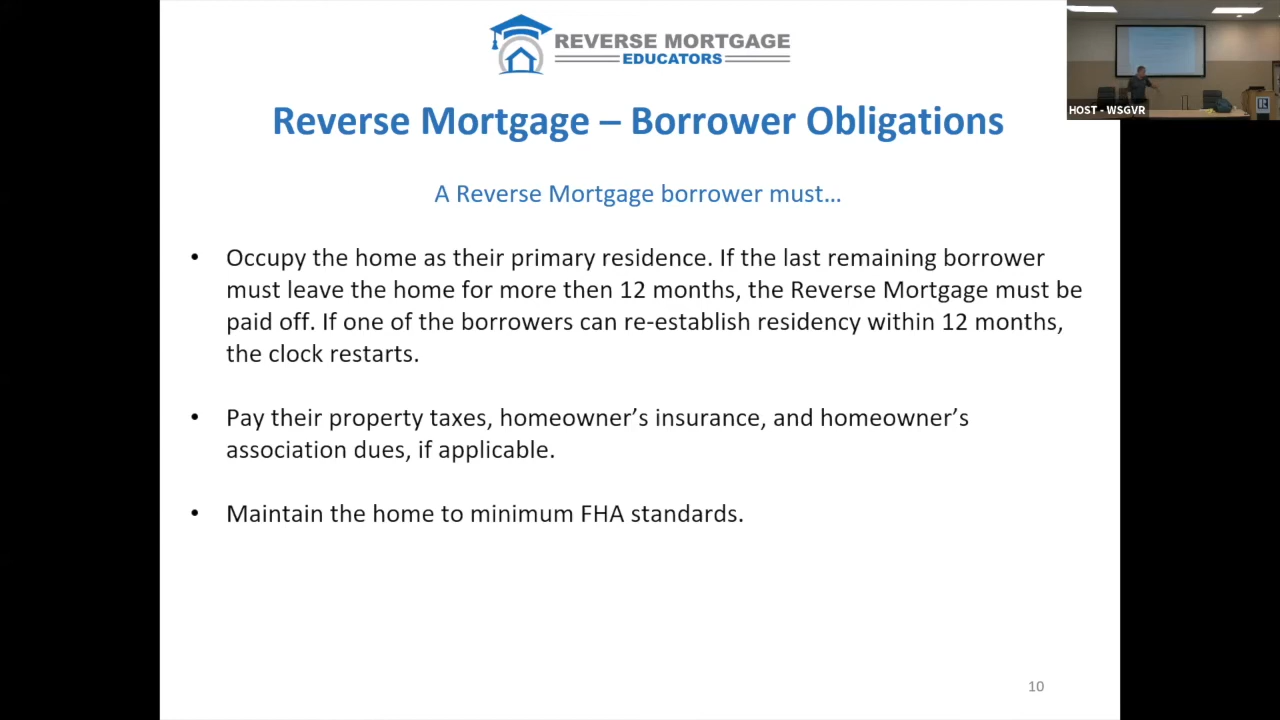 REVERSE MORTGAGE
EDUCATORS
HOST - WSGVR
Reverse Mortgage – Borrower Obligations
A Reverse Mortgage borrower must…
• Occupy the home as their primary residence. If the last remaining borrower
must leave the home for more then 12 months, the Reverse Mortgage must be
paid off. If one of the borrowers can re-establish residency within 12 months,
the clock restarts.
• Pay their property taxes, homeowner’s insurance, and homeowner’s
association dues, if applicable.
• Maintain the home to minimum FHA standards.
10